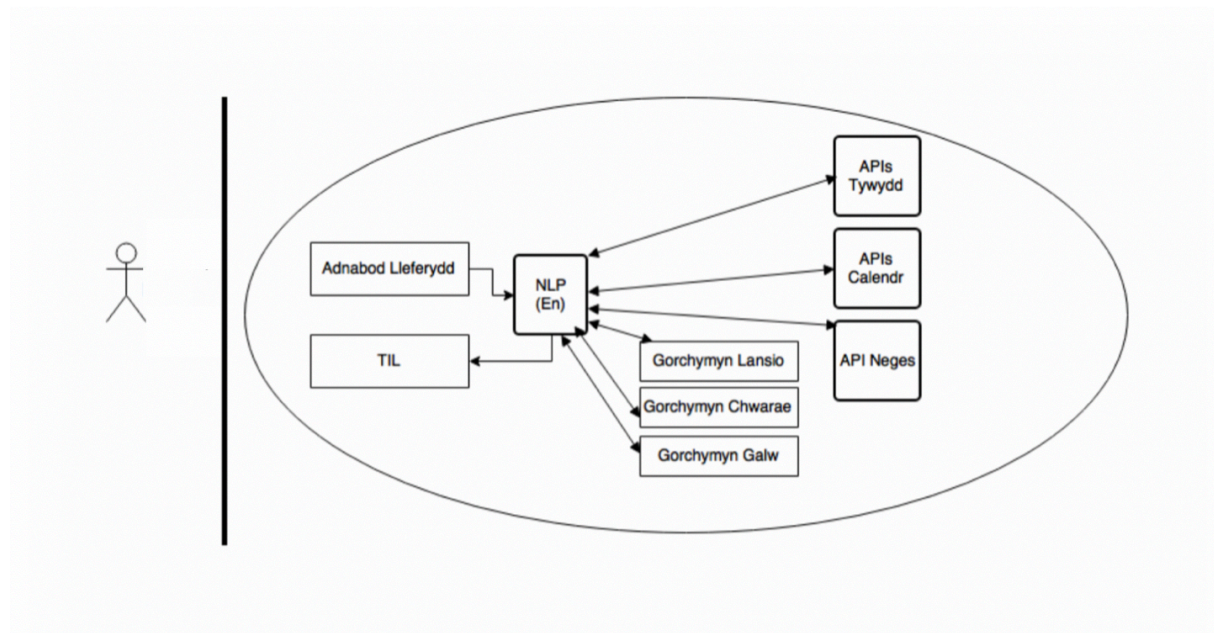 APIs
Tywydd
Adnabod Lleferydd
NLP
(En)
APIs
Calendr
TIL
Gorchymyn Lansio
API Neges
Gorchymyn Chwarae
Gorchymyn Galw